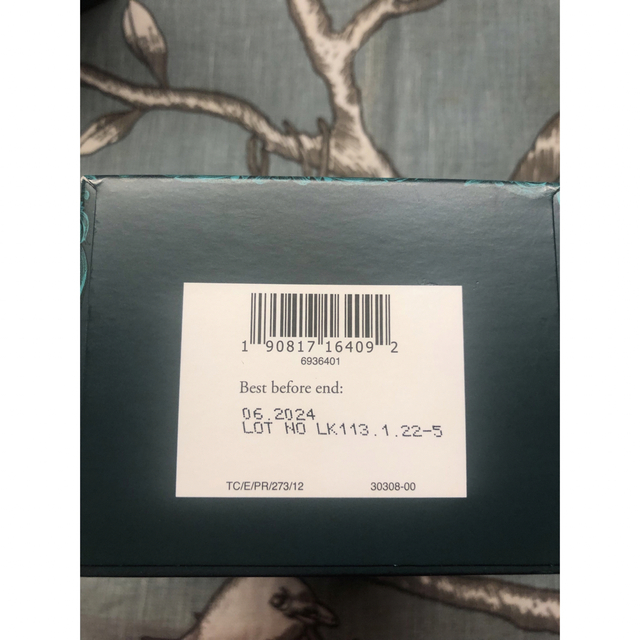 1 90817 16409 2
6936401
Best before end:
06.2024
LOT NO LK113.1.22-5
TC/E/PR/273/12 30308-00